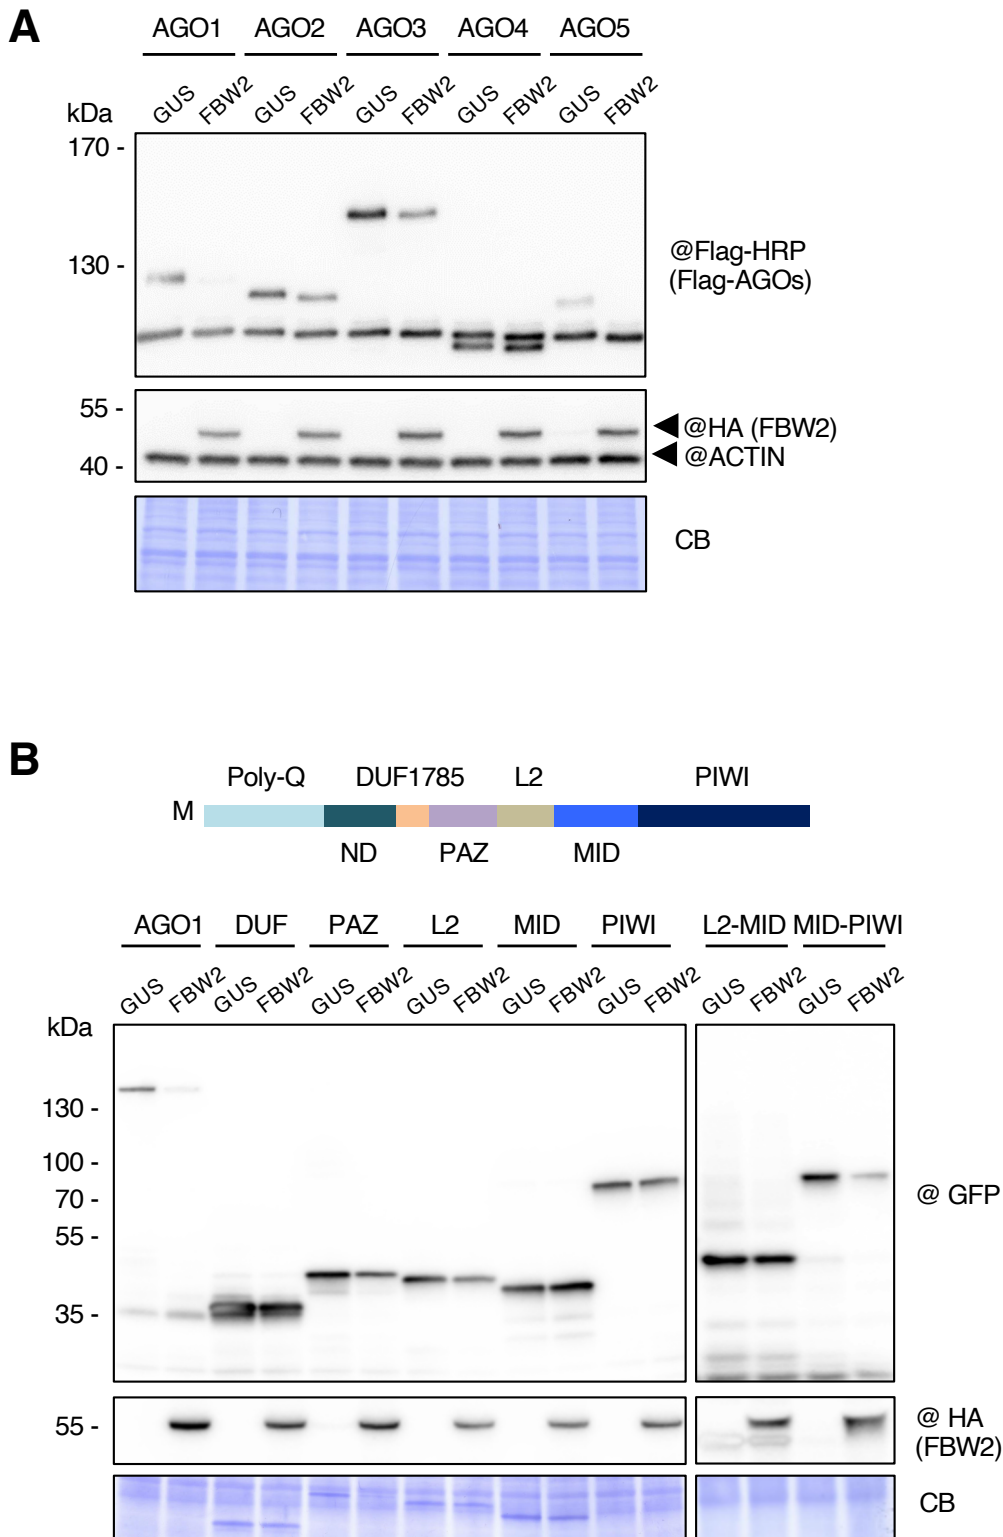 A
AGO1 AGO2 AGO3 AGO4 AGO5
GUS FBW2 GUS FBW2 GUS FBW2 GUS FBW2 GUS FBW2
kDa
170 -
130 -
@Flag-HRP
(Flag-AGOs)
55 -
@HA (FBW2)
@ACTIN
40 -
CB
B
Poly-Q DUF1785 L2 PIWI
M
ND PAZ MID
AGO1 DUF PAZ L2 MID PIWI L2-MID MID-PIWI
GUS FBW2 GUS FBW2 GUS FBW2 GUS FBW2 GUS FBW2 GUS FBW2 GUS FBW2 GUS FBW2
kDa
130 -
100 -
70 -
@ GFP
55 -
35 -
55 -
@ HA
(FBW2)
CB